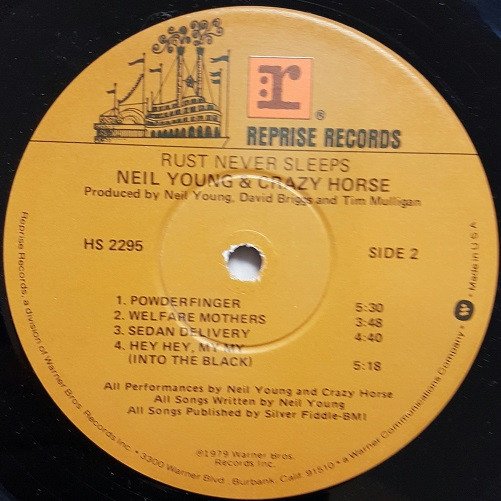 r
®
REPRISE RECORDS
RUST NEVER SLEEPS
NEIL YOUNG & CRAZY HORSE
Produced by Neil Young, David Briggs and Tim Mulligan
HS 2295
SIDE 2
1. POWDERFINGER 5:30
2. WELFARE MOTHERS 3:48
3. SEDAN DELIVERY 4:40
4. HEY HEY, MY MY
(INTO THE BLACK) 5:18
All Performances by Neil Young and Crazy Horse
All Songs Written by Neil Young
All Songs Published by Silver Fiddle-BMI
©1979 Warner Bros.
Records Inc.
Reprise Records, a division of Warner Bros. Records Inc. • 3300 Warner Blvd., Burbank, Calif. 91510 • a Warner Communications Company • Made in U.S.A.